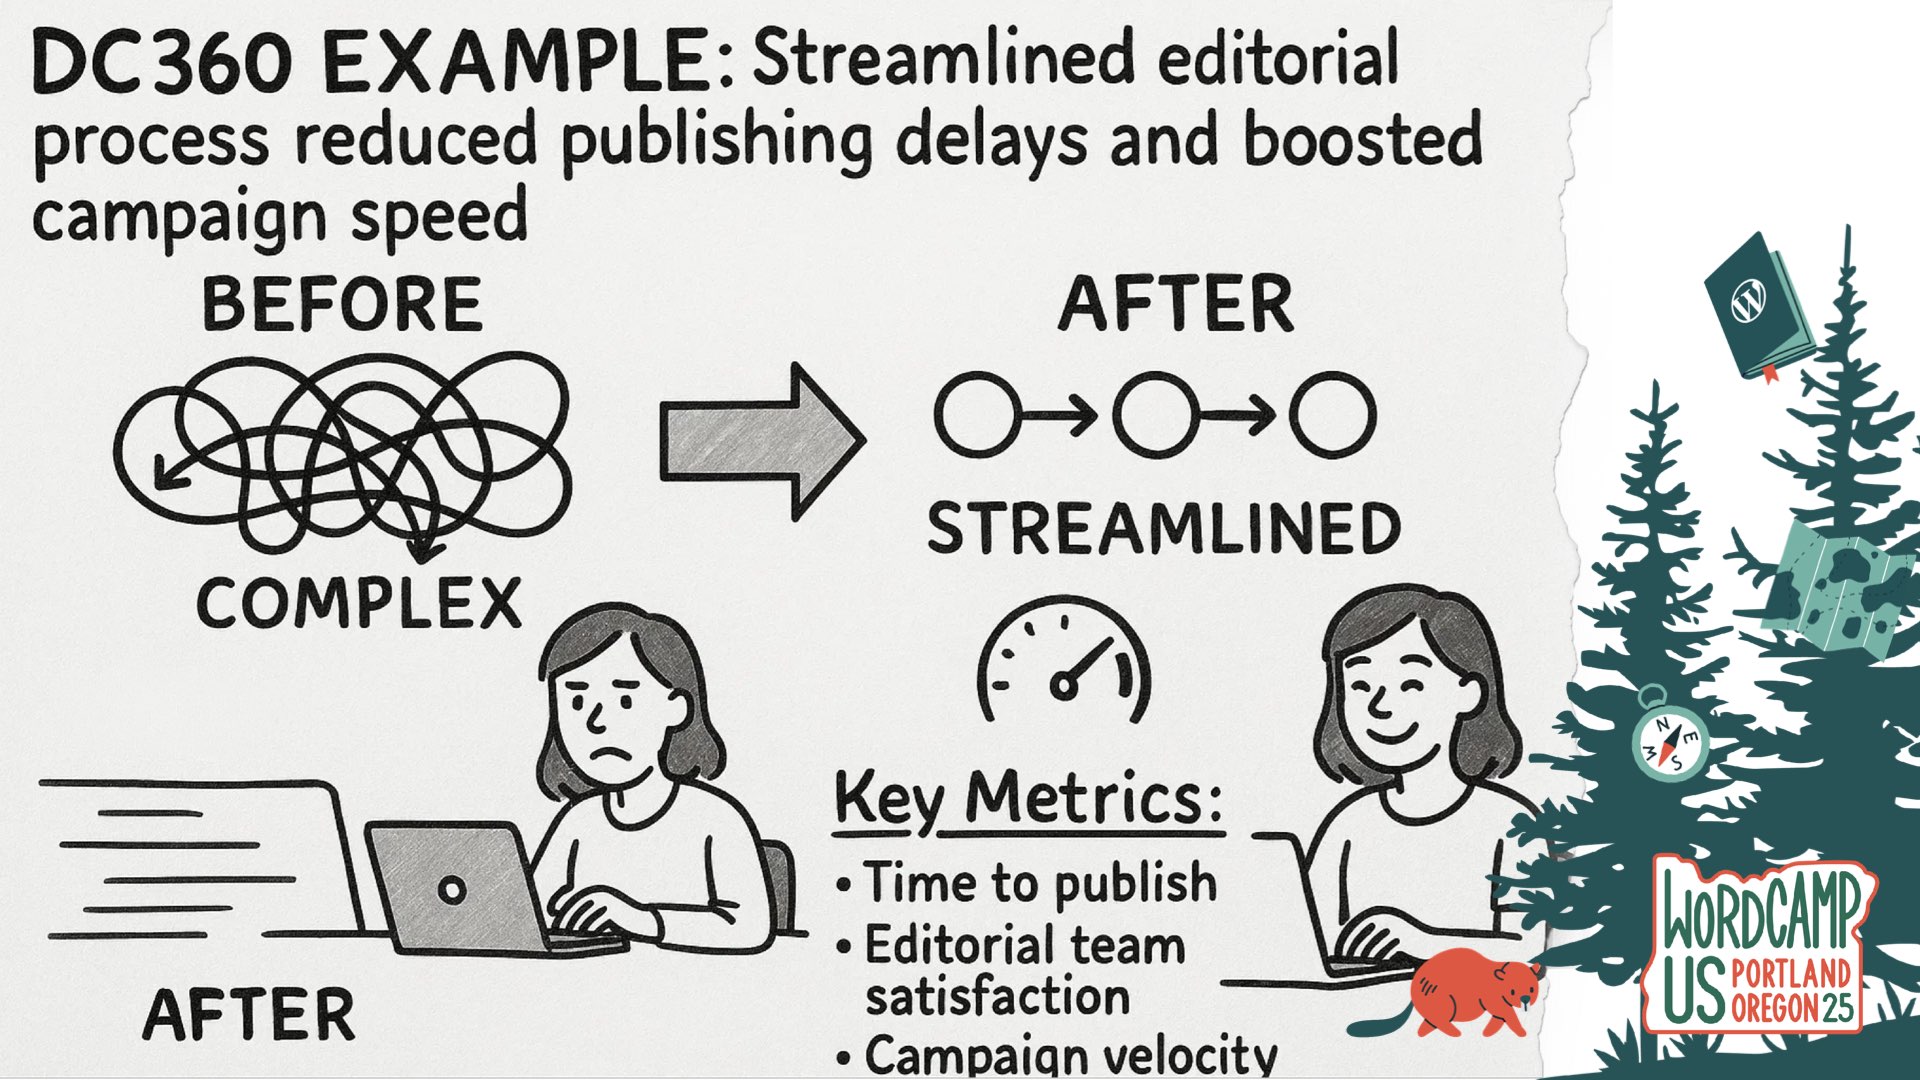 DC360 EXAMPLE: Streamlined editorial
process reduced publishing delays and boosted
campaign speed
BEFORE
COMPLEX
AFTER
STREAMLINED
AFTER
Key Metrics:
• Time to publish
• Editorial team
satisfaction
• Campaign velocity
W
N
E
S
W
WORDCAMP
US PORTLAND
OREGON 25